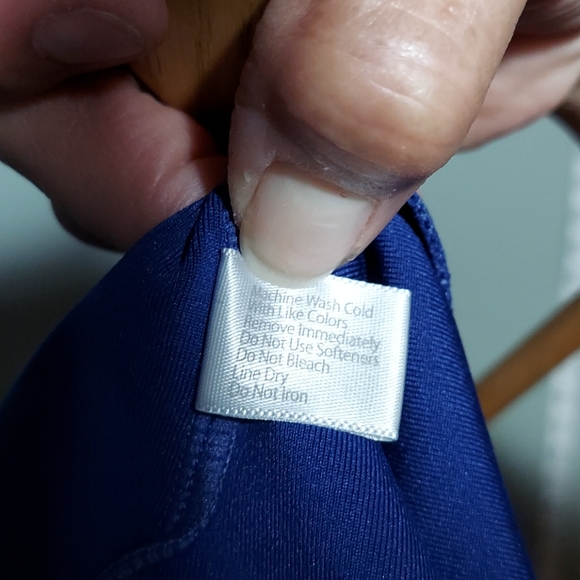 Machine Wash Cold
With Like Colors
Remove Immediately
Do Not Use Softeners
Do Not Bleach
Line Dry
Do Not Iron